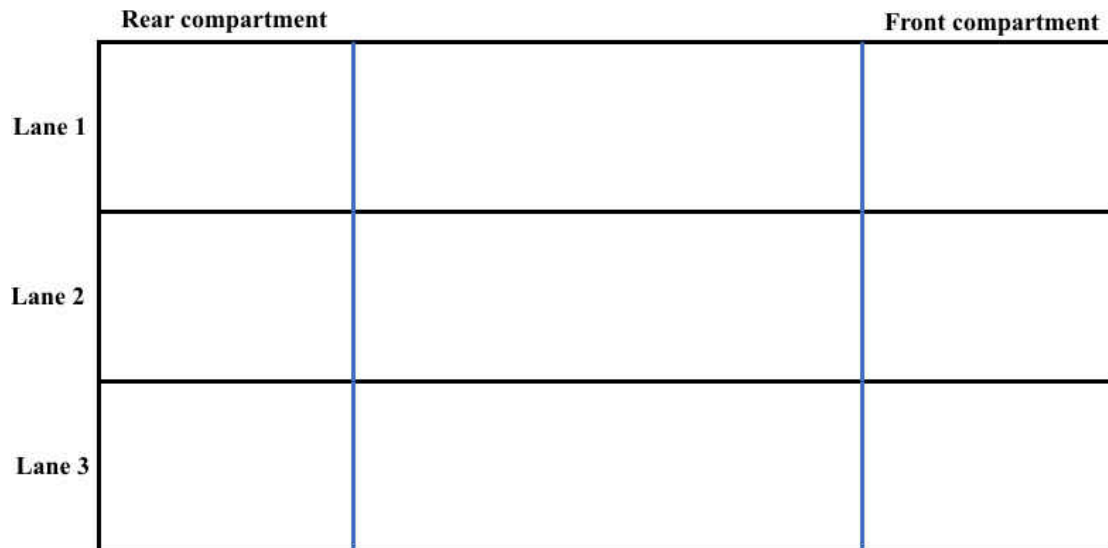 Rear compartment
Front compartment
Lane 1
Lane 2
Lane 3